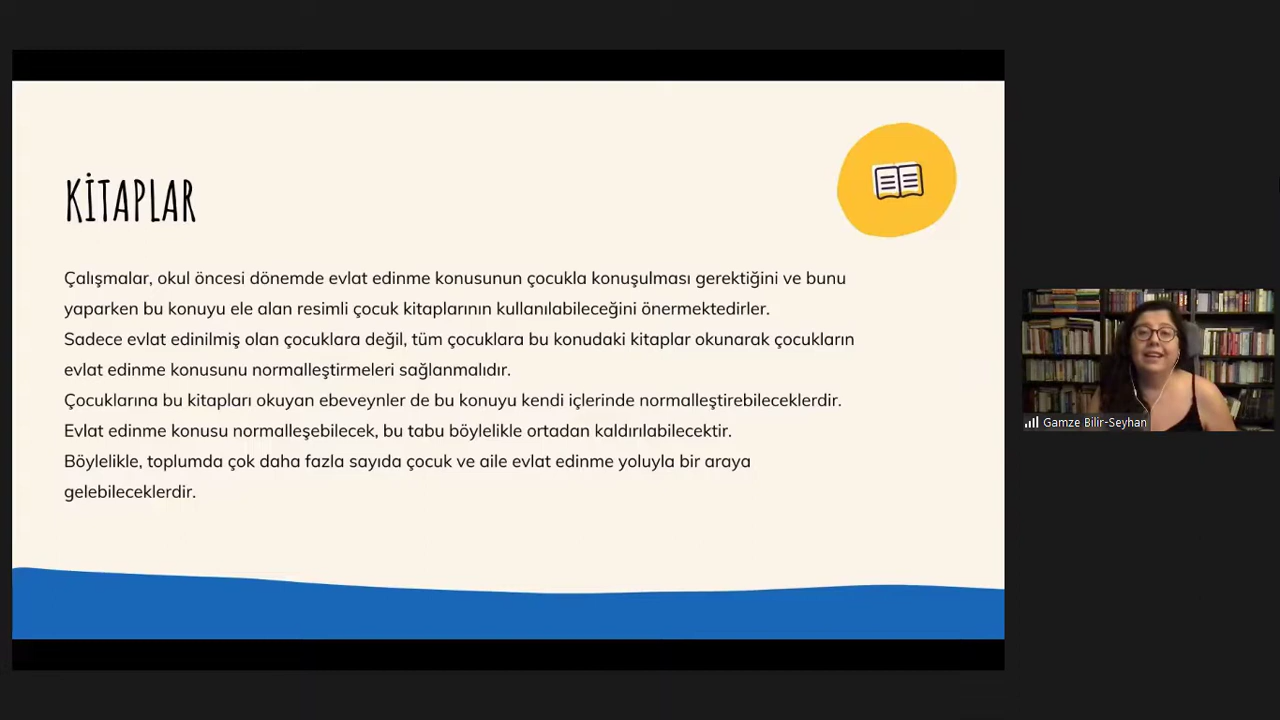 KİTAPLAR
Çalışmalar, okul öncesi dönemde evlat edinme konusunun çocukla konuşulması gerektiğini ve bunu
yaparken bu konuyu ele alan resimli çocuk kitaplarının kullanılabileceğini önermektedirler.
Sadece evlat edinilmiş olan çocuklara değil, tüm çocuklara bu konudaki kitaplar okunarak çocukların
evlat edinme konusunu normalleştirmeleri sağlanmalıdır.
Çocuklarına bu kitapları okuyan ebeveynler de bu konuyu kendi içlerinde normalleştirebileceklerdir.
Evlat edinme konusu normalleşebilecek, bu tabu böylelikle ortadan kaldırılabilecektir.
Böylelikle, toplumda çok daha fazla sayıda çocuk ve aile evlat edinme yoluyla bir araya
gelebileceklerdir.
Gamze Bilir-Seyhan